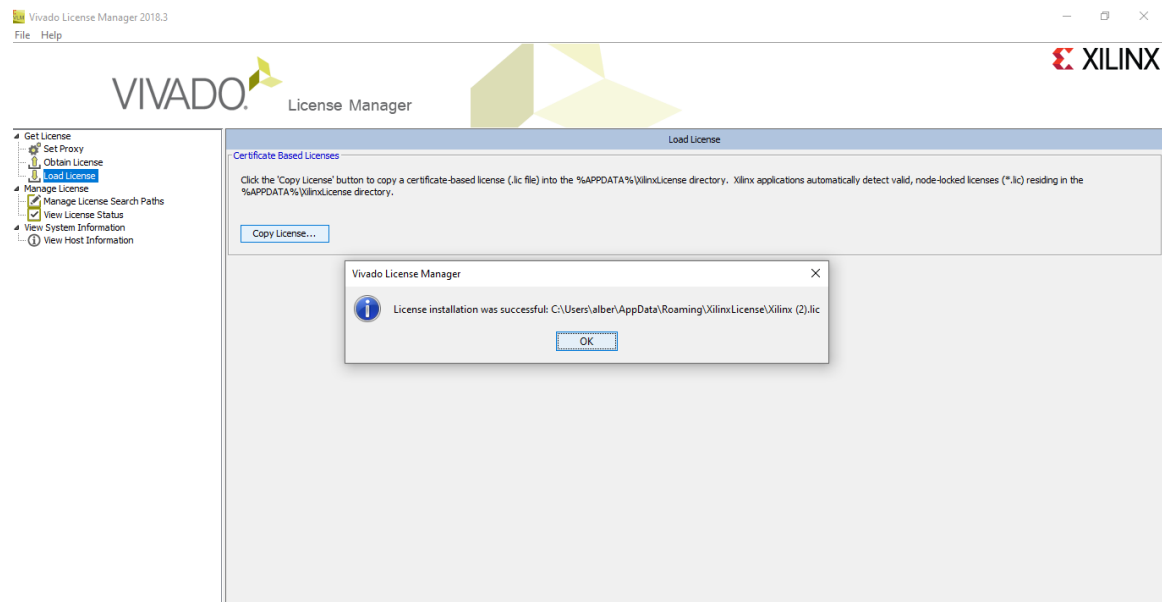 Vivado License Manager 2018.3
File Help
VIVADO. License Manager
XILINX
Get License
Set Proxy
Obtain License
Load License
Manage License
Manage License Search Paths
View License Status
View System Information
View Host Information
Load License
Certificate Based Licenses
Click the 'Copy License' button to copy a certificate-based license (.lic file) into the %APPDATA%\XilinxLicense directory. Xilinx applications automatically detect valid, node-locked licenses (*.lic) residing in the
%APPDATA%\XilinxLicense directory.
Copy License...
Vivado License Manager
License installation was successful: C:\Users\alber\AppData\Roaming\XilinxLicense\Xilinx (2).lic
OK